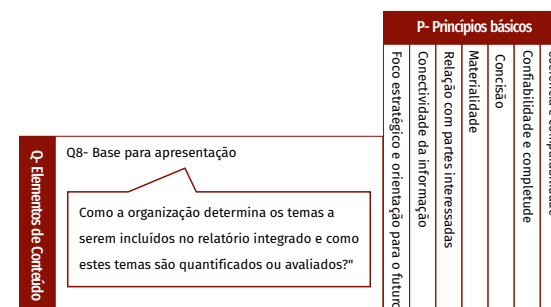 P- Princípios básicos
Foco estratégico e orientação para o futuro
Conectividade da informação
Relação com partes interessadas
Materialidade
Concisão
Confiabilidade e completude
Q- Elementos de Conteúdo
Q8- Base para apresentação
Como a organização determina os temas a
serem incluídos no relatório integrado e como
estes temas são quantificados ou avaliados?"